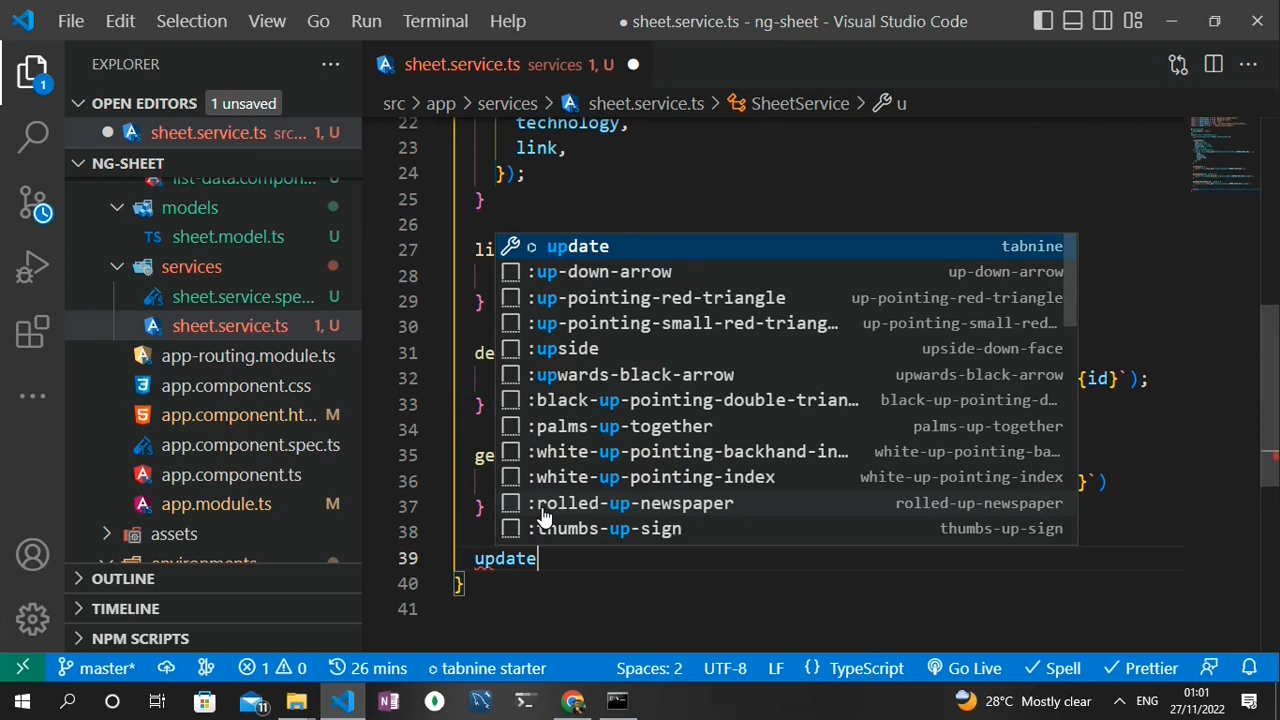 File Edit Selection View Go Run Terminal Help
● sheet.service.ts - ng-sheet - Visual Studio Code
EXPLORER
OPEN EDITORS 1 unsaved
sheet.service.ts src... 1, U
NG-SHEET
list-data.compon... U
models
TS sheet.model.ts U
services
sheet.service.spe... U
sheet.service.ts 1, U
app-routing.module.ts
app.component.css
app.component.ht... M
app.component.spec.ts
app.component.ts
app.module.ts M
assets
environments
OUTLINE
TIMELINE
NPM SCRIPTS
1
sheet.service.ts services 1, U
src > app > services > sheet.service.ts > SheetService > u
22 technology,
23 link,
24 });
25 }
26
27 li
28
29 }
30
31 de
32 {id}`);
33 }
34
35 ge
36 }`)
37 }
38
39 update
40 }
41
update tabnine
:up-down-arrow up-down-arrow
:up-pointing-red-triangle up-pointing-red-triangle
:up-pointing-small-red-triang... up-pointing-small-red...
:upside upside-down-face
:upwards-black-arrow upwards-black-arrow
:black-up-pointing-double-trian... black-up-pointing-d...
:palms-up-together palms-up-together
:white-up-pointing-backhand-in... white-up-pointing-ba...
:white-up-pointing-index white-up-pointing-index
:rolled-up-newspaper rolled-up-newspaper
:thumbs-up-sign thumbs-up-sign
master* 1 0 26 mins tabnine starter Spaces: 2 UTF-8 LF {} TypeScript Go Live Spell Prettier
11 28°C Mostly clear ENG 01:01
27/11/2022